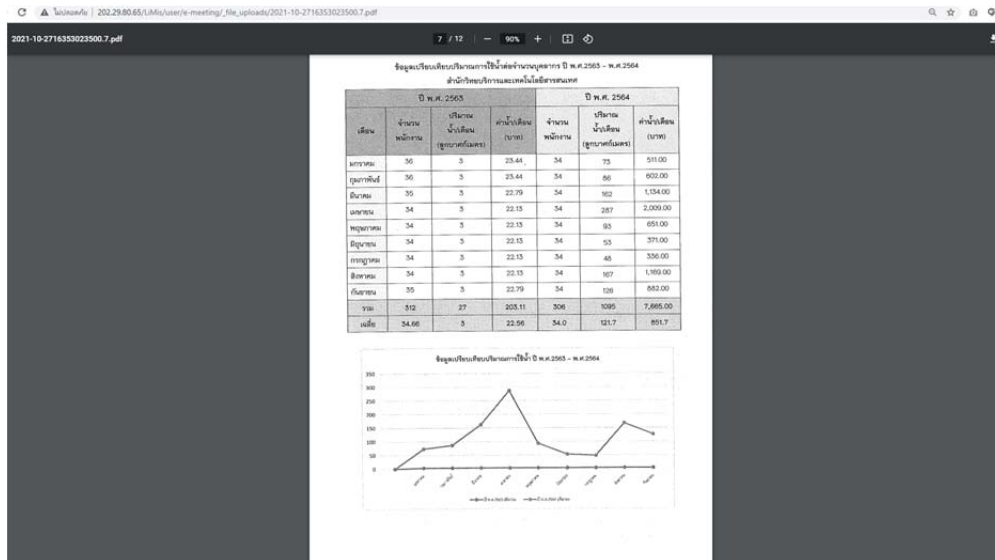 ไม่ปลอดภัย | 202.29.80.65/LiMis/user/e-meeting/_file_uploads/2021-10-2716353023500.7.pdf
2021-10-2716353023500.7.pdf
7 / 12 90%
ข้อมูลเปรียบเทียบปริมาณการใช้น้ำต่อจำนวนบุคลากร ปี พ.ศ.2563 - พ.ศ.2564
สำนักวิทยบริการและเทคโนโลยีสารสนเทศ
ปี พ.ศ. 2563 ปี พ.ศ. 2564
เดือน จำนวนพนักงาน ปริมาณน้ำ/เดือน (ลูกบาศก์เมตร) ค่าน้ำ/เดือน (บาท) จำนวนพนักงาน ปริมาณน้ำ/เดือน (ลูกบาศก์เมตร) ค่าน้ำ/เดือน (บาท)
มกราคม 36 3 23.44 34 73 511.00
กุมภาพันธ์ 36 3 23.44 34 86 602.00
มีนาคม 35 3 22.79 34 162 1,134.00
เมษายน 34 3 22.13 34 287 2,009.00
พฤษภาคม 34 3 22.13 34 93 651.00
มิถุนายน 34 3 22.13 34 53 371.00
กรกฎาคม 34 3 22.13 34 48 336.00
สิงหาคม 34 3 22.13 34 167 1,169.00
กันยายน 35 3 22.79 34 126 882.00
รวม 312 27 203.11 306 1095 7,665.00
เฉลี่ย 34.66 3 22.56 34.0 121.7 851.7
ข้อมูลเปรียบเทียบปริมาณการใช้น้ำ ปี พ.ศ.2563 - พ.ศ.2564
350
300
250
200
150
100
50
0